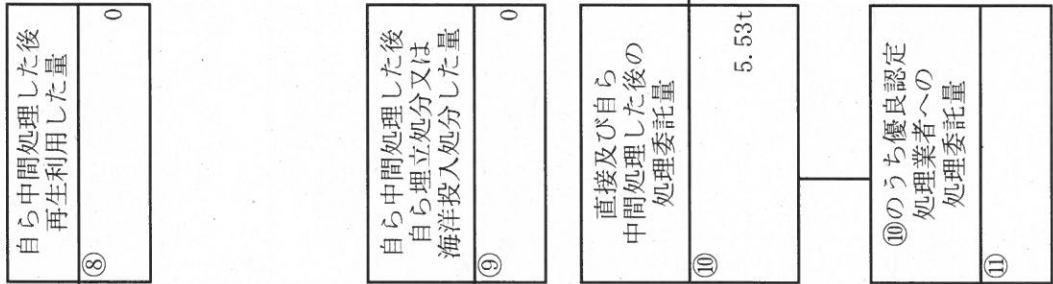 自ら中間処理した後
再生利用した量
⑧
0
自ら中間処理した後
自ら埋立処分又は
海洋投入処分した量
⑨
0
直接及び自ら
中間処理した後の
処理委託量
⑩
5.53t
⑩のうち優良認定
処理業者への
処理委託量
⑪